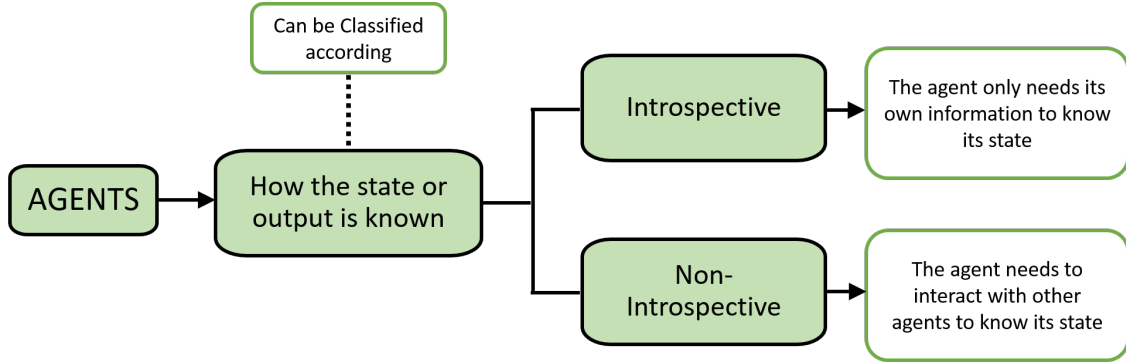 Can be Classified
according
AGENTS
How the state or
output is known
Introspective
The agent only needs its
own information to know
its state
Non-
Introspective
The agent needs to
interact with other
agents to know its state